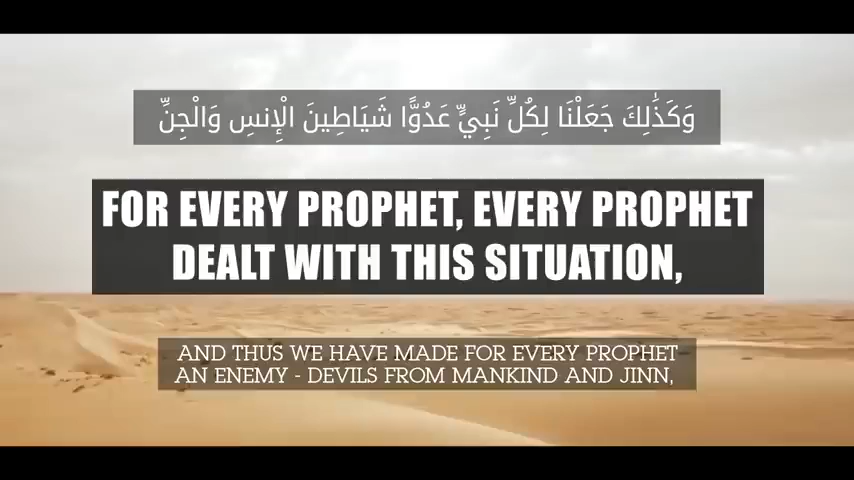 وَكَذَٰلِكَ جَعَلْنَا لِكُلِّ نَبِيٍّ عَدُوًّا شَيَاطِينَ الْإِنسِ وَالْجِنِّ
FOR EVERY PROPHET, EVERY PROPHET
DEALT WITH THIS SITUATION,
AND THUS WE HAVE MADE FOR EVERY PROPHET
AN ENEMY - DEVILS FROM MANKIND AND JINN,